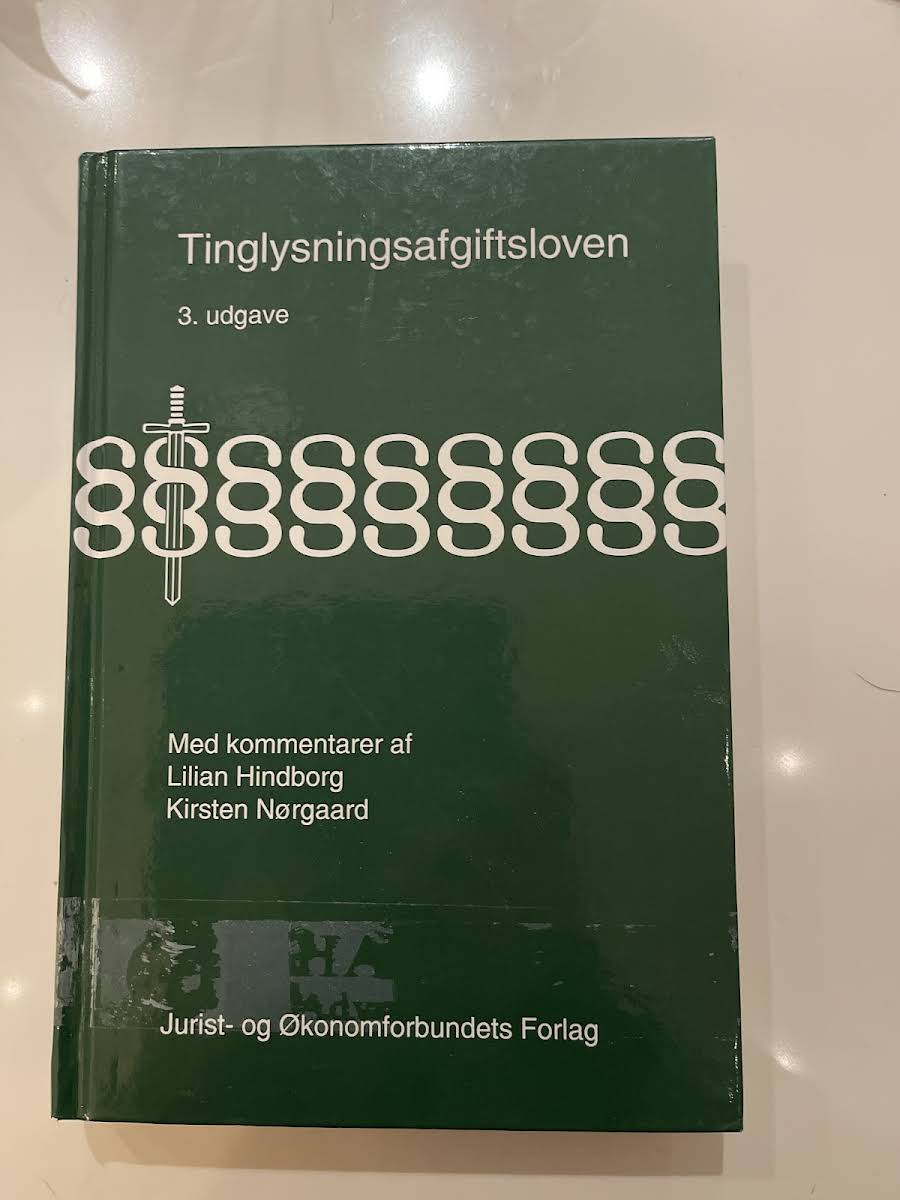 Tinglysningsafgiftsloven
3. udgave
§§§§§§§§§
Med kommentarer af
Lilian Hindborg
Kirsten Nørgaard
Jurist- og Økonomforbundets Forlag